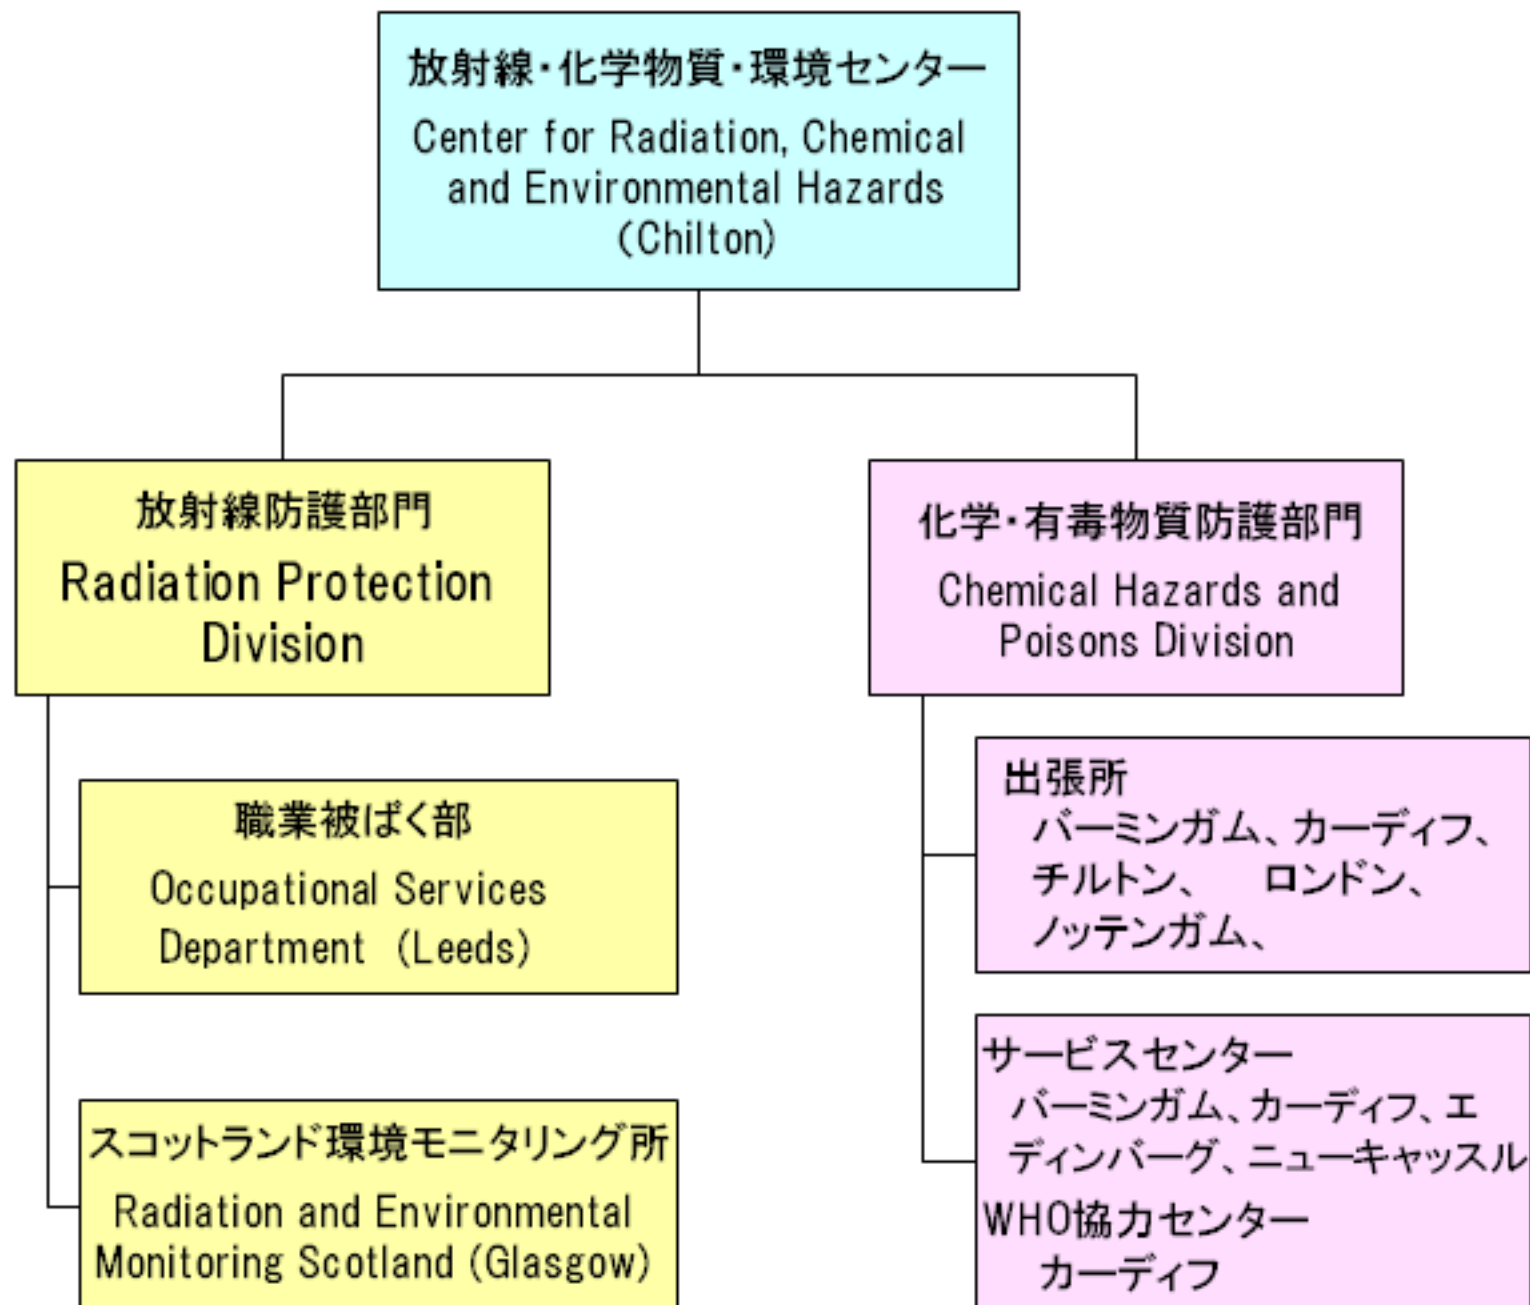 放射線・化学物質・環境センター
Center for Radiation, Chemical
and Environmental Hazards
(Chilton)
放射線防護部門
Radiation Protection
Division
職業被ばく部
Occupational Services
Department (Leeds)
スコットランド環境モニタリング所
Radiation and Environmental
Monitoring Scotland (Glasgow)
化学・有毒物質防護部門
Chemical Hazards and
Poisons Division
出張所
バーミンガム、カーディフ、
チルトン、　ロンドン、
ノッテンガム、
サービスセンター
バーミンガム、カーディフ、エ
ディンバーグ、ニューキャッスル
WHO協力センター
カーディフ